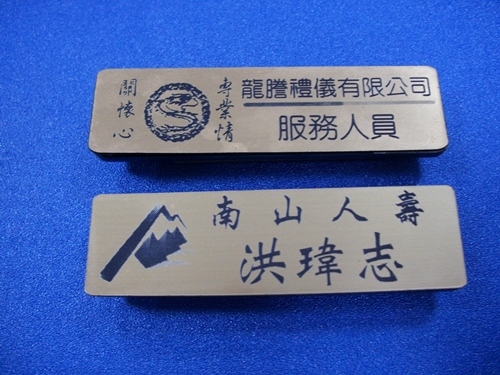 關懷心
專業情
龍騰禮儀有限公司
服務人員
南山人壽
洪瑋志